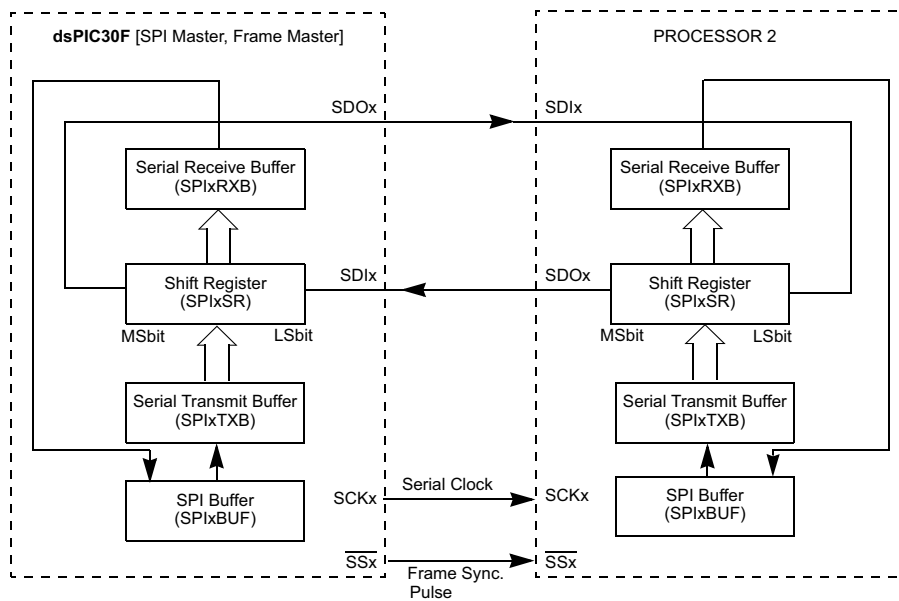 dsPIC30F [SPI Master, Frame Master]
PROCESSOR 2
SDOx
SDIx
Serial Receive Buffer
(SPIxRXB)
Serial Receive Buffer
(SPIxRXB)
Shift Register
(SPIxSR)
SDIx
SDOx
Shift Register
(SPIxSR)
MSbit
LSbit
MSbit
LSbit
Serial Transmit Buffer
(SPIxTXB)
Serial Transmit Buffer
(SPIxTXB)
SPI Buffer
(SPIxBUF)
SCKx
Serial Clock
SCKx
SPI Buffer
(SPIxBUF)
SSx
Frame Sync.
Pulse
SSx